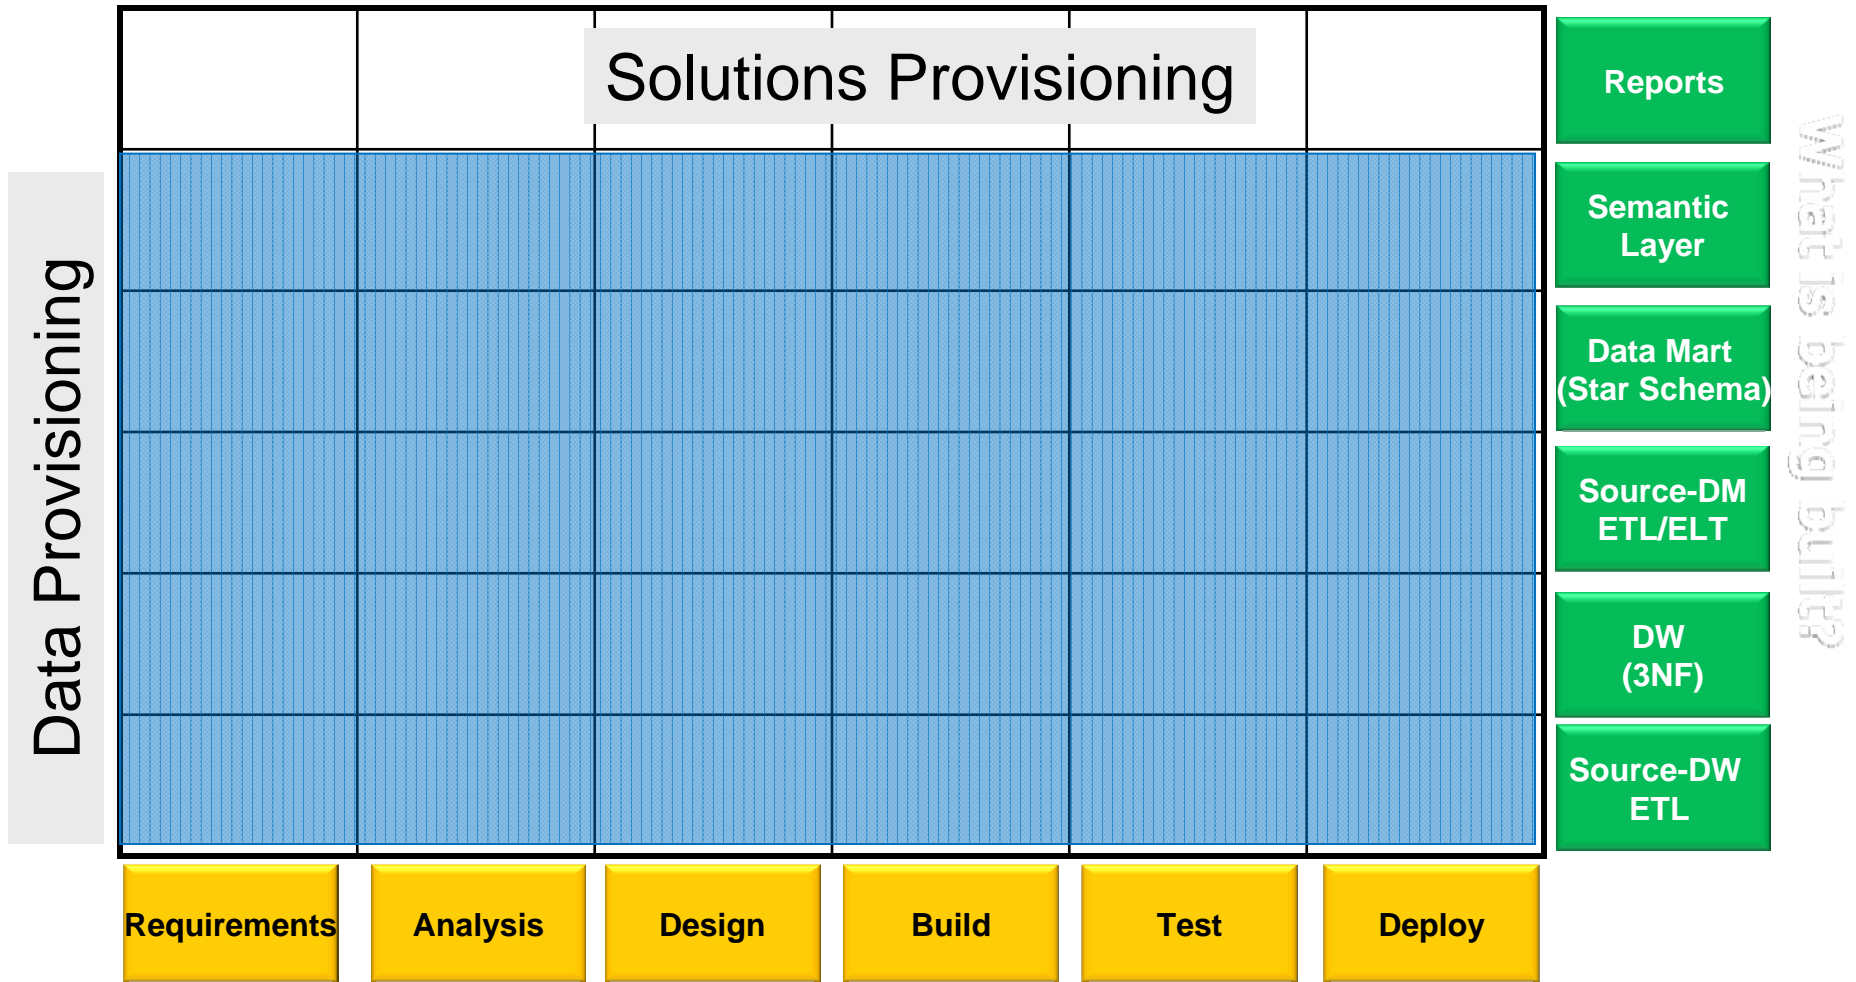 Solutions Provisioning
Data Provisioning
Reports
Semantic
Layer
Data Mart
(Star Schema)
Source-DM
ETL/ELT
DW
(3NF)
Source-DW
ETL
What is being built?
Requirements
Analysis
Design
Build
Test
Deploy